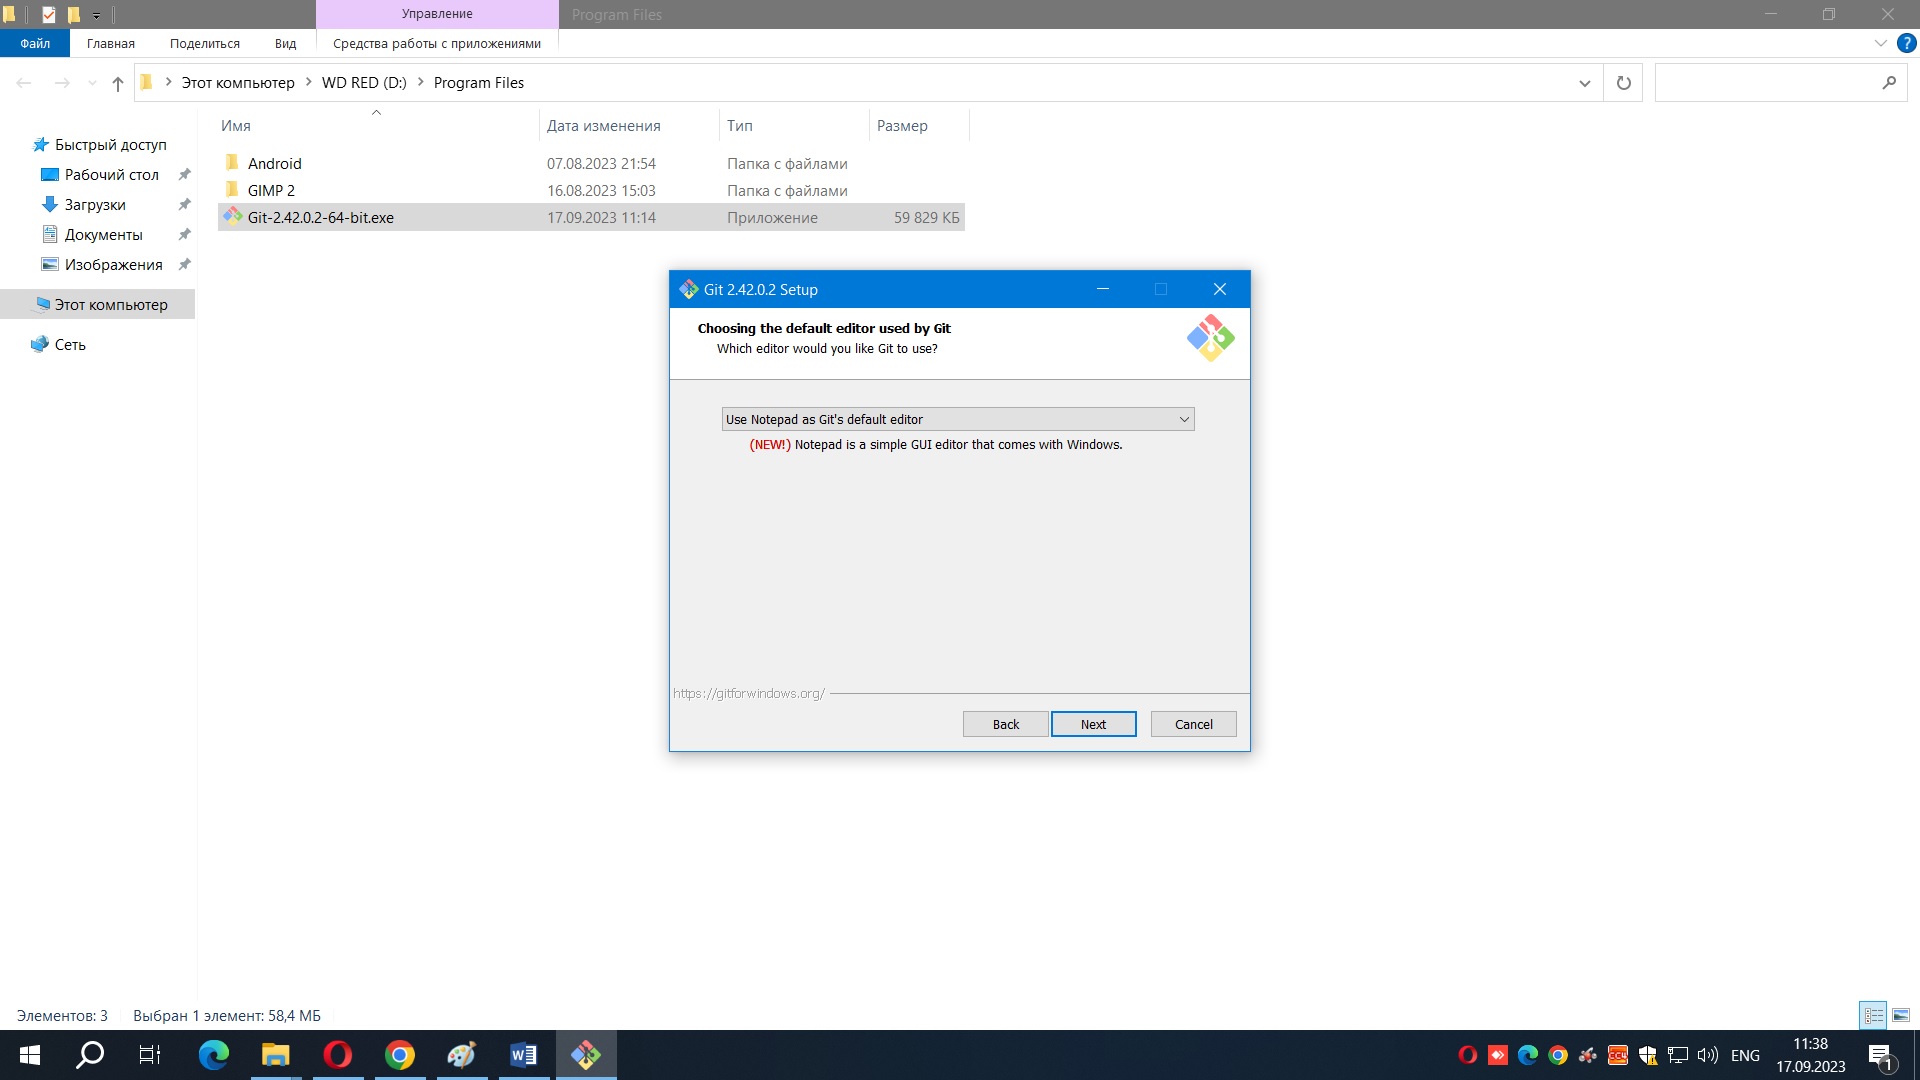 Управление
Program Files
Файл
Главная
Поделиться
Вид
Средства работы с приложениями
Этот компьютер
WD RED (D:)
Program Files
Имя
Дата изменения
Тип
Размер
Быстрый доступ
Рабочий стол
Загрузки
Документы
Изображения
Этот компьютер
Сеть
Android 07.08.2023 21:54 Папка с файлами
GIMP 2 16.08.2023 15:03 Папка с файлами
Git-2.42.0.2-64-bit.exe 17.09.2023 11:14 Приложение 59 829 КБ
Git 2.42.0.2 Setup
Choosing the default editor used by Git
Which editor would you like Git to use?
Use Notepad as Git's default editor
(NEW!) Notepad is a simple GUI editor that comes with Windows.
https://gitforwindows.org/
Back
Next
Cancel
Элементов: 3
Выбран 1 элемент: 58,4 МБ
ENG
11:38
17.09.2023
1